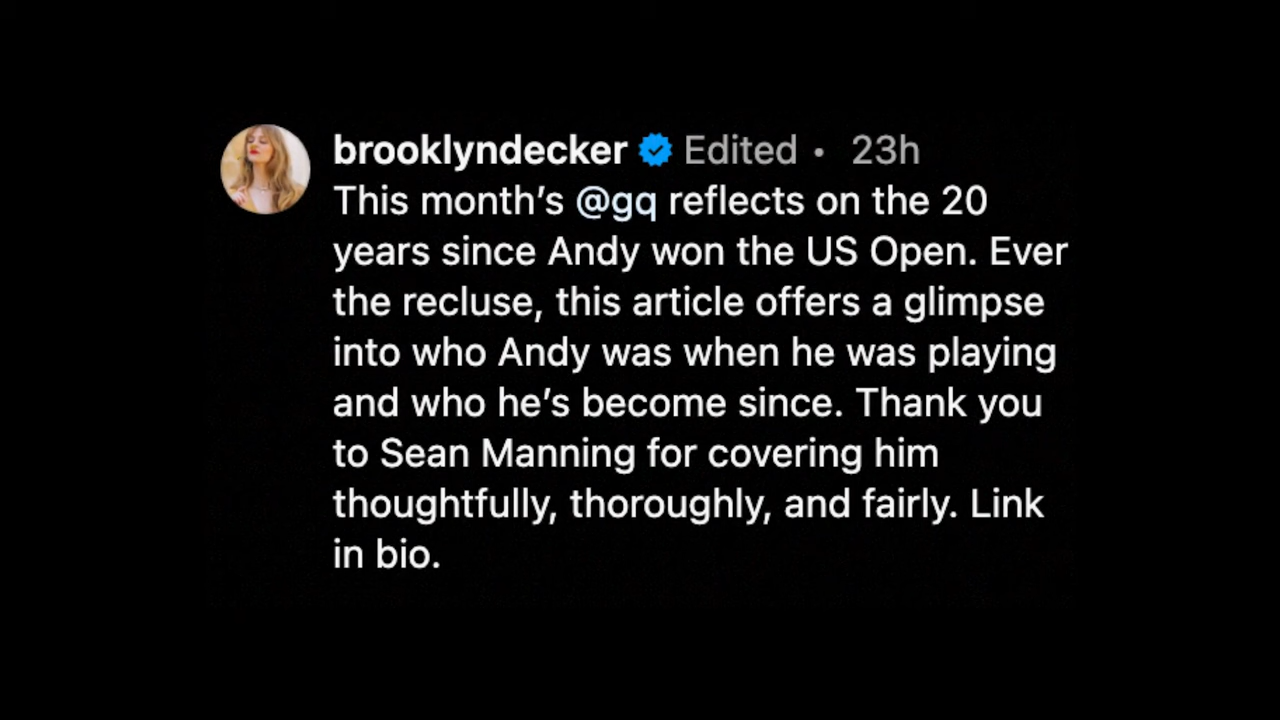 brooklyndecker Edited • 23h
This month’s @gq reflects on the 20
years since Andy won the US Open. Ever
the recluse, this article offers a glimpse
into who Andy was when he was playing
and who he’s become since. Thank you
to Sean Manning for covering him
thoughtfully, thoroughly, and fairly. Link
in bio.